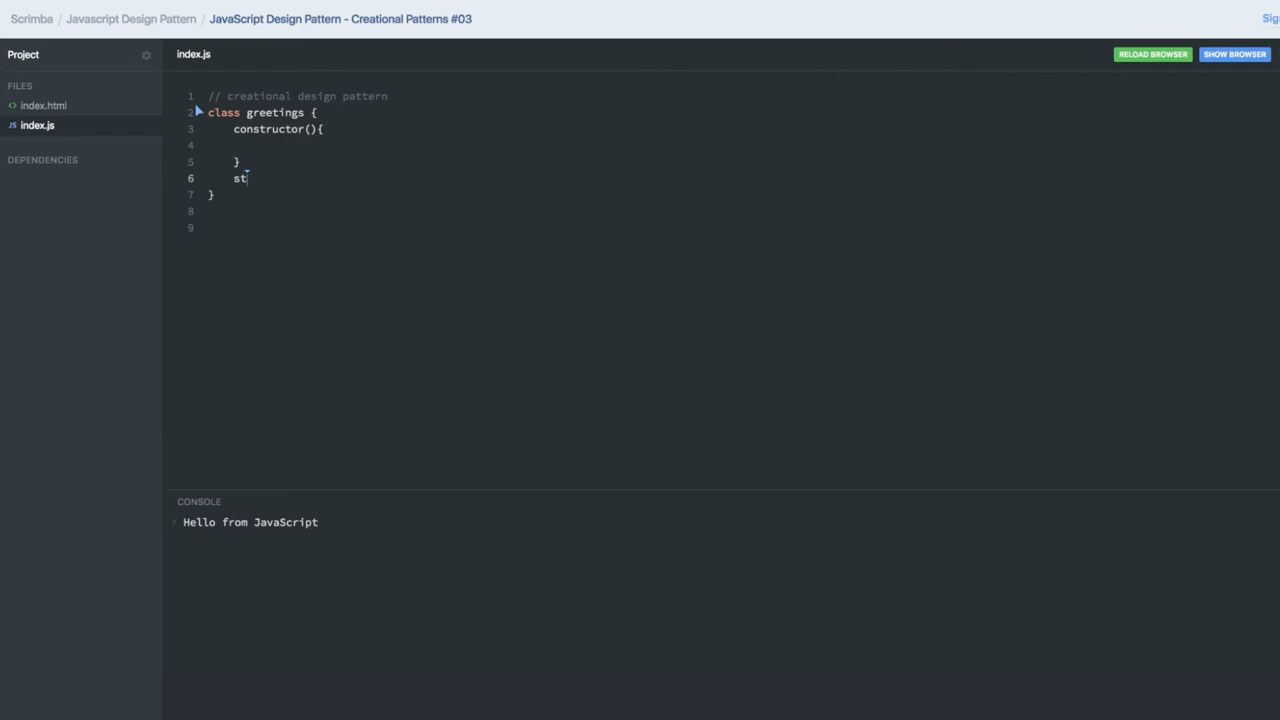 Scrimba / Javascript Design Pattern / JavaScript Design Pattern - Creational Patterns #03
Project
index.js
RELOAD BROWSER
SHOW BROWSER
FILES
<> index.html
JS index.js
DEPENDENCIES
1 // creational design pattern
2 class greetings {
3 constructor(){
4
5 }
6 st
7 }
8
9
CONSOLE
> Hello from JavaScript